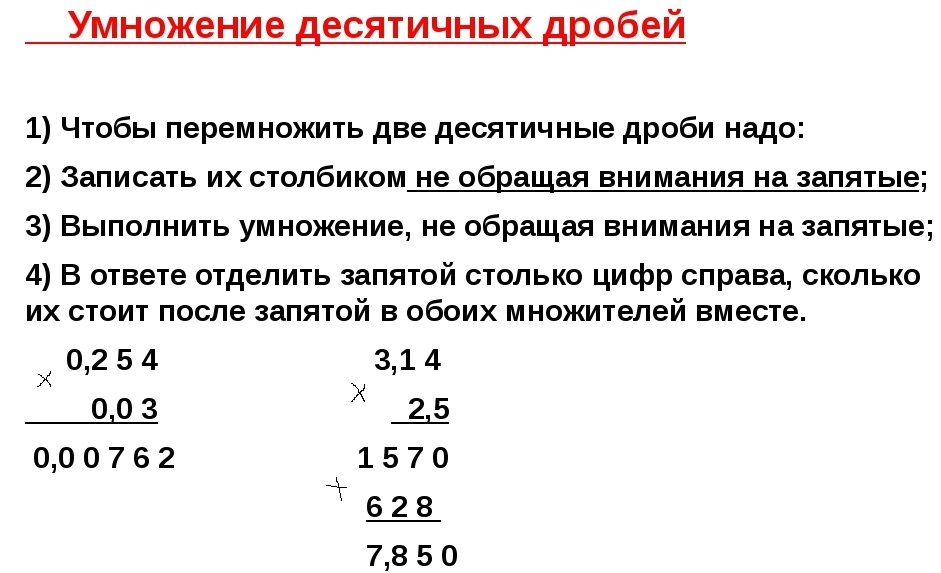 Умножение десятичных дробей
1) Чтобы перемножить две десятичные дроби надо:
2) Записать их столбиком не обращая внимания на запятые;
3) Выполнить умножение, не обращая внимания на запятые;
4) В ответе отделить запятой столько цифр справа, сколько
их стоит после запятой в обоих множителей вместе.
0,2 5 4 3,1 4
0,0 3 2,5
0,0 0 7 6 2 1 5 7 0
6 2 8
7,8 5 0